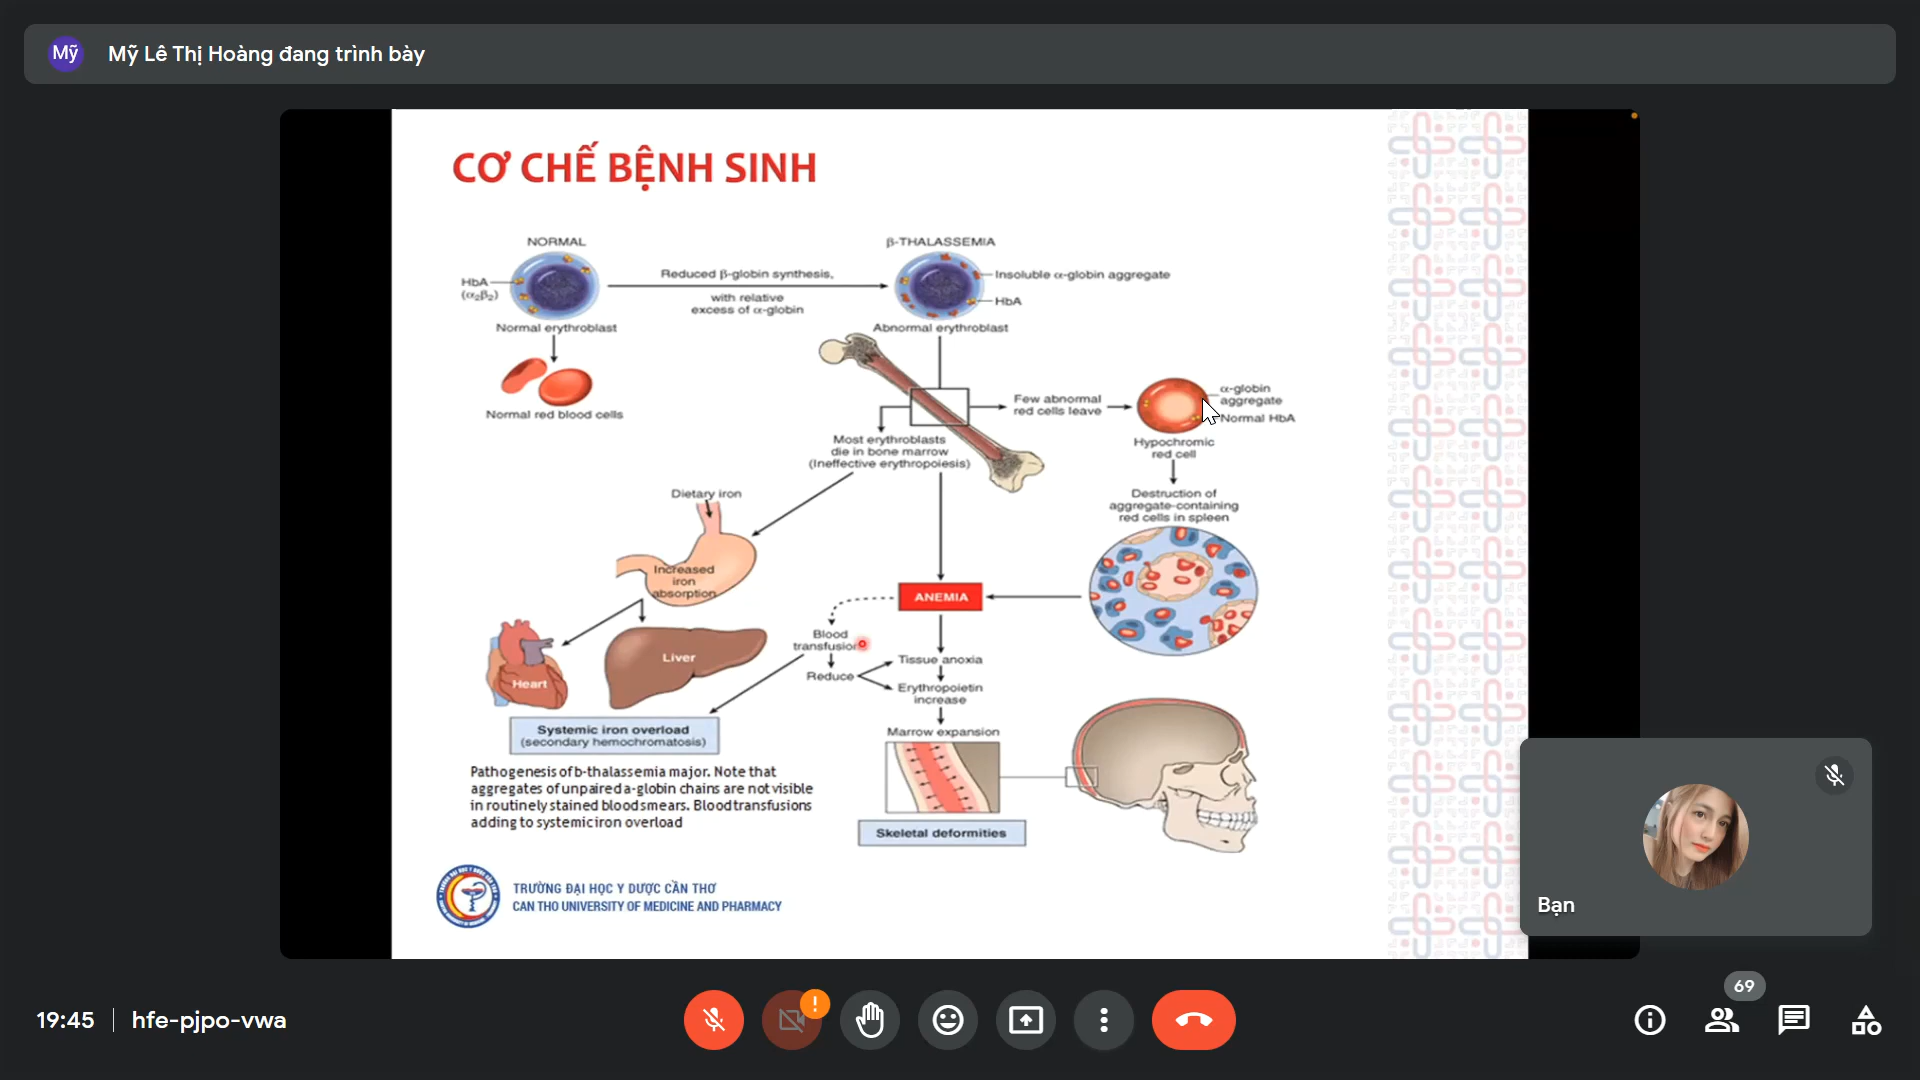 Mỹ
Mỹ Lê Thị Hoàng đang trình bày
CƠ CHẾ BỆNH SINH
NORMAL
HbA
(α₂β₂)
Normal erythroblast
Normal red blood cells
Reduced β-globin synthesis,
with relative
excess of α-globin
β-THALASSEMIA
Insoluble α-globin aggregate
HbA
Abnormal erythroblast
Few abnormal
red cells leave
α-globin
aggregate
Normal HbA
Hypochromic
red cell
Most erythroblasts
die in bone marrow
(Ineffective erythropoiesis)
Destruction of
aggregate-containing
red cells in spleen
Dietary iron
Increased
iron
absorption
ANEMIA
Heart
Liver
Blood
transfusion
Reduce
Tissue anoxia
Erythropoietin
increase
Marrow expansion
Systemic iron overload
(secondary hemochromatosis)
Skeletal deformities
Pathogenesis of b-thalassemia major. Note that
aggregates of unpaired a-globin chains are not visible
in routinely stained blood smears. Blood transfusions
adding to systemic iron overload
TRƯỜNG ĐẠI HỌC Y DƯỢC CẦN THƠ
CAN THO UNIVERSITY OF MEDICINE AND PHARMACY
Bạn
19:45
hfe-pjpo-vwa
69